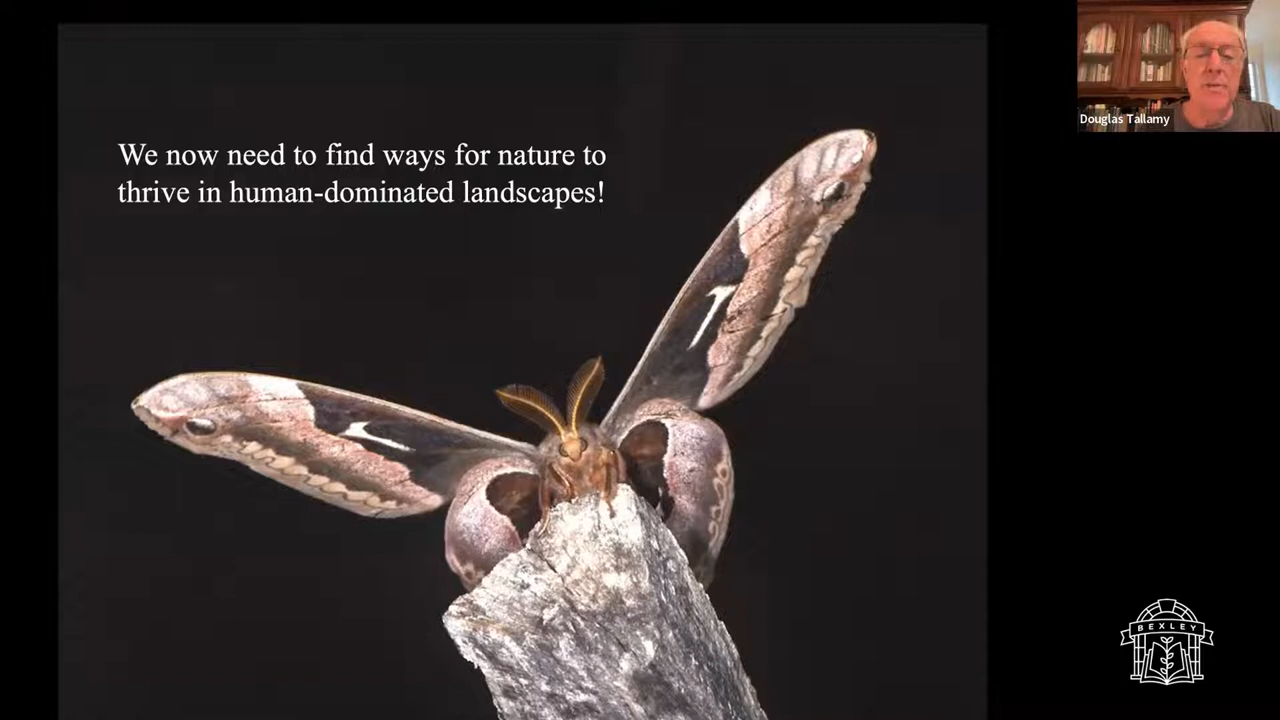 We now need to find ways for nature to
thrive in human-dominated landscapes!
Douglas Tallamy
BEXLEY